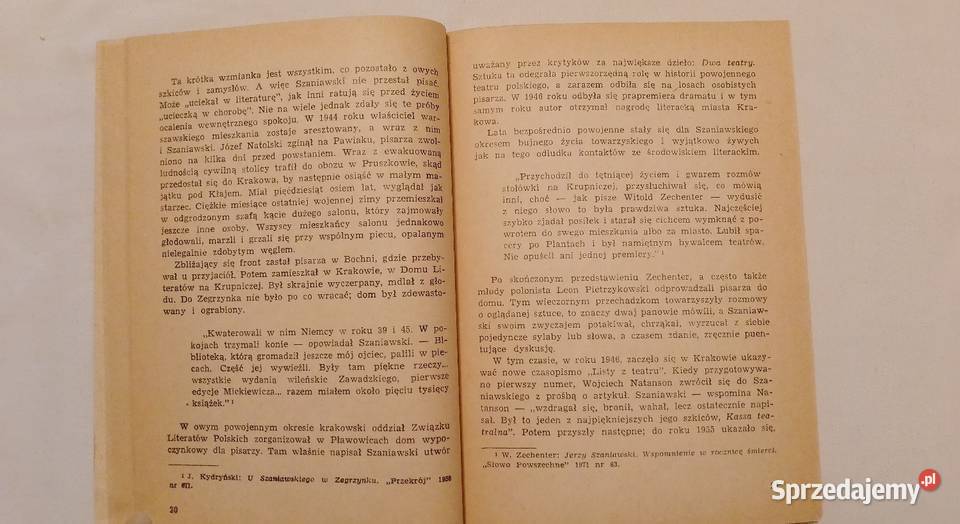 Ta krótka wzmianka jest wszystkim, co pozostało z owych
szkiców i zamysłów. A więc Szaniawski nie przestał pisać.
Może „uciekał w literaturę", jak inni ratują się przed życiem
„ucieczką w chorobę". Nie na wiele jednak zdały się te próby
ocalenia wewnętrznego spokoju. W 1944 roku właściciel war-
szawskiego mieszkania zostaje aresztowany, a wraz z nim
i Szaniawski. Józef Natolski zginął na Pawiaku, pisarza zwol-
niono na kilka dni przed powstaniem. Wraz z ewakuowaną
ludnością cywilną stolicy trafił do obozu w Pruszkowie, skąd
przedostał się do Krakowa, by następnie osiąść w małym ma-
jątku pod Kłajem. Miał pięćdziesiąt osiem lat, wyglądał jak
starzec. Ciężkie miesiące ostatniej wojennej zimy przemieszkał
w odgrodzonym szafą kącie dużego salonu, który zajmowały
jeszcze inne osoby. Wszyscy mieszkańcy salonu jednakowo
głodowali, marzli i grzali się przy wspólnym piecu, opalanym
nielegalnie zdobytym węglem.
Zbliżający się front zastał pisarza w Bochni, gdzie przeby-
wał u przyjaciół. Potem zamieszkał w Krakowie, w Domu Li-
teratów na Krupniczej. Był skrajnie wyczerpany, mdlał z gło-
du. Do Zegrzynka nie było po co wracać; dom był zdewasto-
wany i ograbiony.
„Kwaterowali w nim Niemcy w roku 39 i 45. W po-
kojach trzymali konie — opowiadał Szaniawski. — Bi-
blioteką, którą gromadził jeszcze mój ojciec, palili w pie-
cach. Część jej wywieźli. Były tam piękne rzeczy...
wszystkie wydania wileńskie Zawadzkiego, pierwsze
edycje Mickiewicza... razem miałem około pięciu tysięcy
książek." ¹
W owym powojennym okresie krakowski oddział Związku
Literatów Polskich zorganizował w Pławowicach dom wypo-
czynkowy dla pisarzy. Tam właśnie napisał Szaniawski utwór
¹ J. Kydryński: U Szaniawskiego w Zegrzynku. „Przekrój" 1958
nr 611.
20
uważany przez krytyków za największe dzieło: Dwa teatry.
Sztuka ta odegrała pierwszorzędną rolę w historii powojennego
teatru polskiego, a zarazem odbiła się na losach osobistych
pisarza. W 1946 roku odbyła się prapremiera dramatu i w tym
samym roku autor otrzymał nagrodę literacką miasta Kra-
kowa.
Lata bezpośrednio powojenne stały się dla Szaniawskiego
okresem bujnego życia towarzyskiego i wyjątkowo żywych
jak na tego odludka kontaktów ze środowiskiem literackim.
„Przychodził do tętniącej życiem i gwarem rozmów
stołówki na Krupniczej, przysłuchiwał się, co mówią
inni, choć — jak pisze Witold Zechenter — wydusić
z niego słowo to była prawdziwa sztuka. Najczęściej
szybko zjadał posiłek i starał się cichcem wymknąć z po-
wrotem do swego mieszkania albo za miasto. Lubił spa-
cery po Plantach i był namiętnym bywalcem teatrów.
Nie opuścił ani jednej premiery." ¹
Po skończonym przedstawieniu Zechenter, a często także
młody polonista Leon Pietrzykowski odprowadzali pisarza do
domu. Tym wieczornym przechadzkom towarzyszyły rozmowy
o oglądanej sztuce, to znaczy dwaj panowie mówili, a Szaniaw-
ski swoim zwyczajem potakiwał, chrząkał, wyrzucał z siebie
pojedyncze sylaby lub słowa, a czasem zdanie, zręcznie puen-
tujące dyskusję.
W tym czasie, w roku 1946, zaczęło się w Krakowie ukazy-
wać nowe czasopismo „Listy z teatru". Kiedy przygotowywa-
no pierwszy numer, Wojciech Natanson zwrócił się do Sza-
niawskiego z prośbą o artykuł. Szaniawski — wspomina Na-
tanson — „wzdragał się, bronił, wahał, lecz ostatecznie napi-
sał. Był to jeden z najpiękniejszych jego szkiców, Kassa tea-
tralna". Potem przyszły następne; do roku 1955 ukazało się,
¹ W. Zechenter: Jerzy Szaniawski. Wspomnienie w rocznicę śmierci.
„Słowo Powszechne" 1971 nr 63.
Sprzedajemy.pl